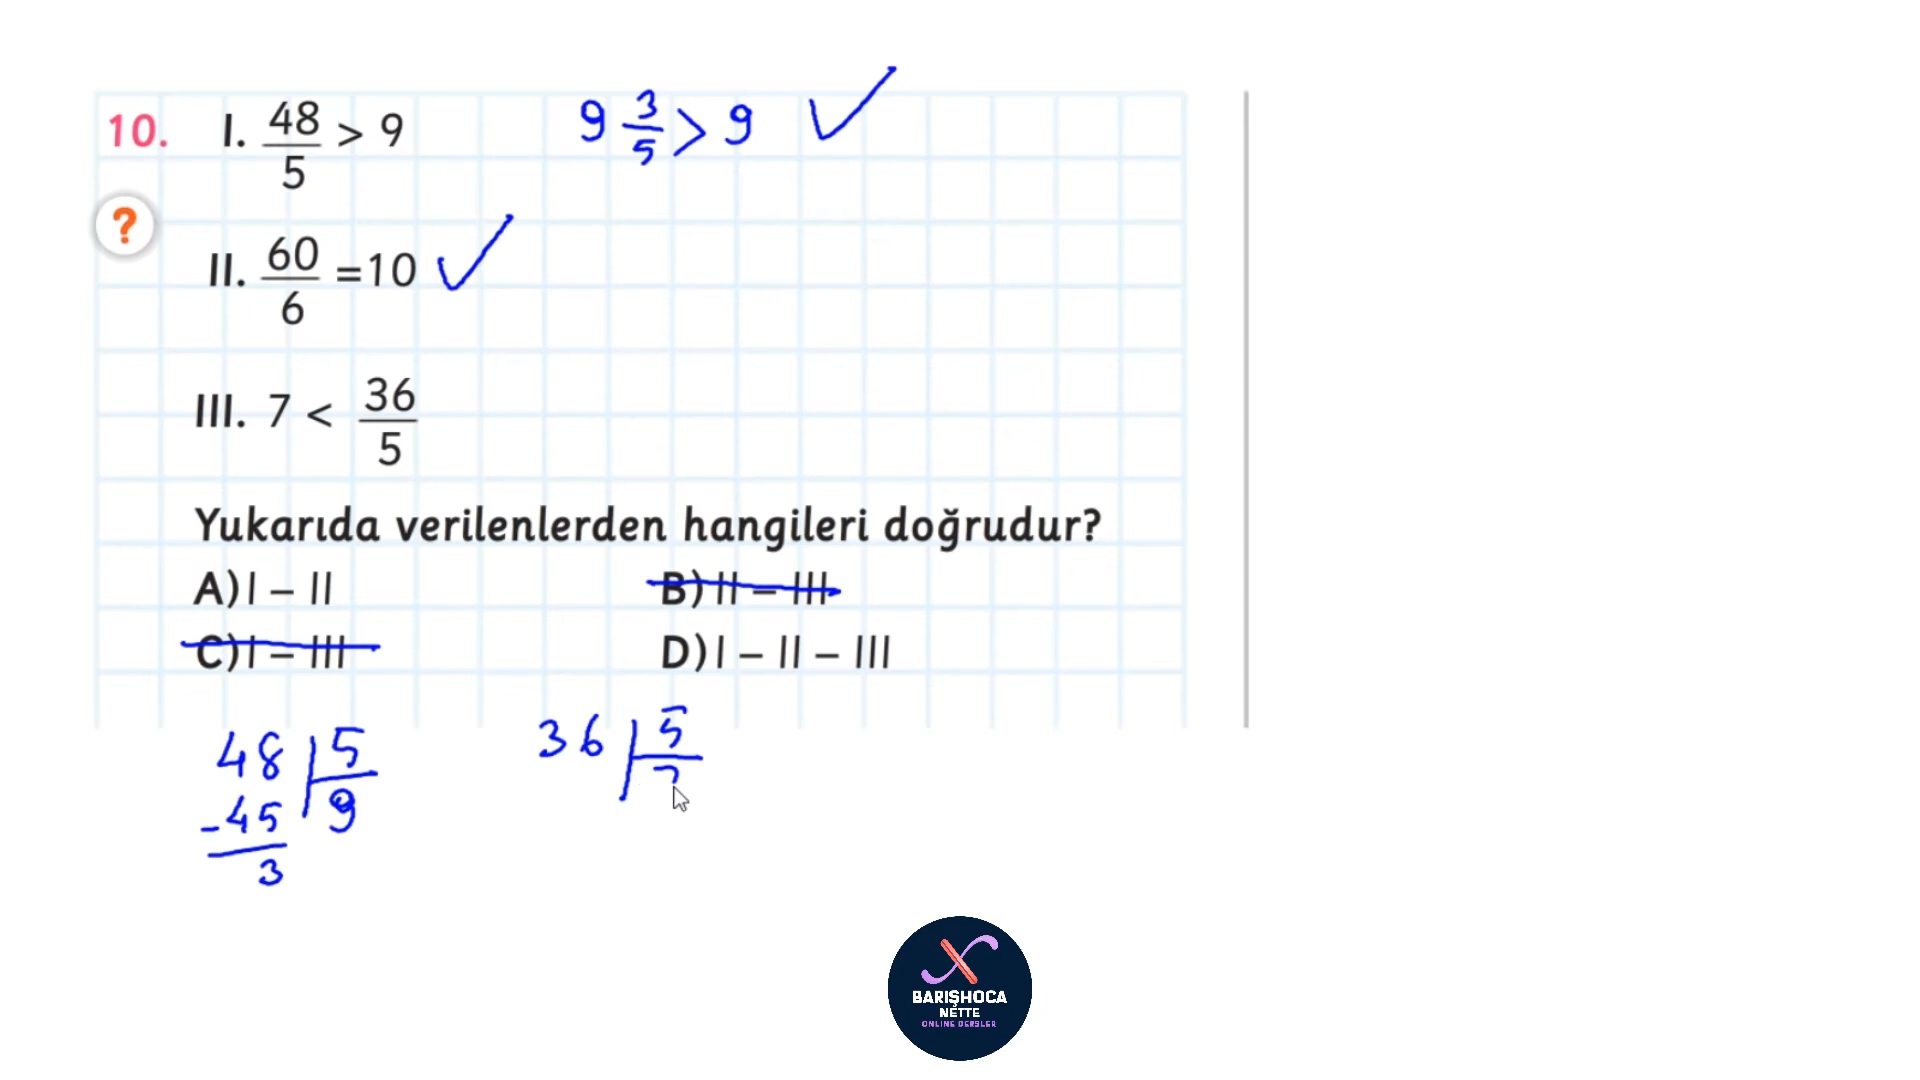 10. I. 48/5 > 9 9 3/5 > 9 ✓
?
II. 60/6 =10 ✓
III. 7 < 36/5
Yukarıda verilenlerden hangileri doğrudur?
A) I – II B) II – III
C) I – III D) I – II – III
48 | 5 36 | 5
-45 9 7
3
BARIŞHOCA
NETTE
ONLINE DERSLER